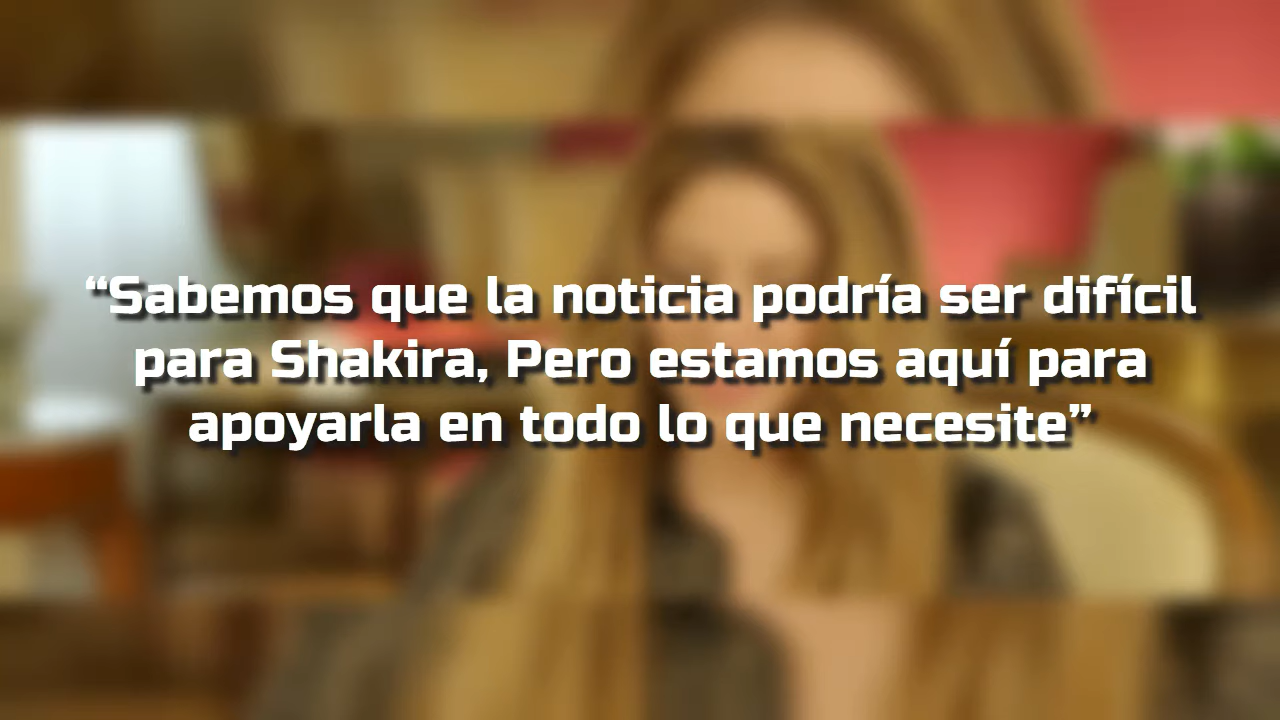 “Sabemos que la noticia podría ser difícil
para Shakira, Pero estamos aquí para
apoyarla en todo lo que necesite”